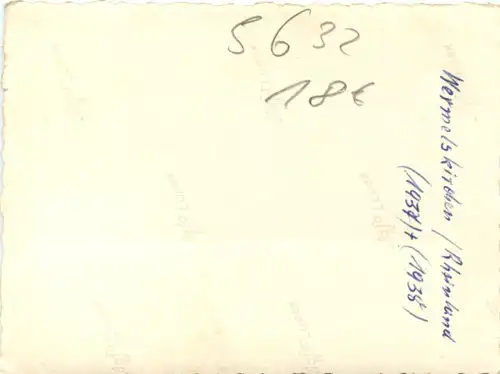 5632
18€
Wermelskirchen / Rheinland
(1937) + (1938)